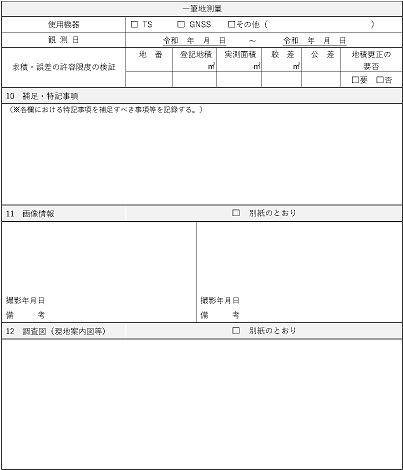 一筆地測量
使用機器 □ TS □ GNSS □その他（ ）
観 測 日 令和 年 月 日 ～ 令和 年 月 日
求積・誤差の許容限度の検証 地 番 登記地積 実測面積 較 差 公 差 地積更正の要否
㎡ ㎡ ㎡ □要 □否
10 補足・特記事項
（※各欄における特記事項を補足すべき事項等を記録する。）
11 画像情報 □ 別紙のとおり
撮影年月日 撮影年月日
備 考 備 考
12 調査図（現地案内図等） □ 別紙のとおり